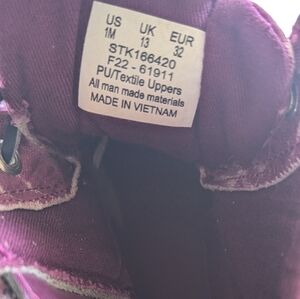 US UK EUR
1M 13 32
STK166420
F22 - 61911
PU/Textile Uppers
All man made materials
MADE IN VIETNAM